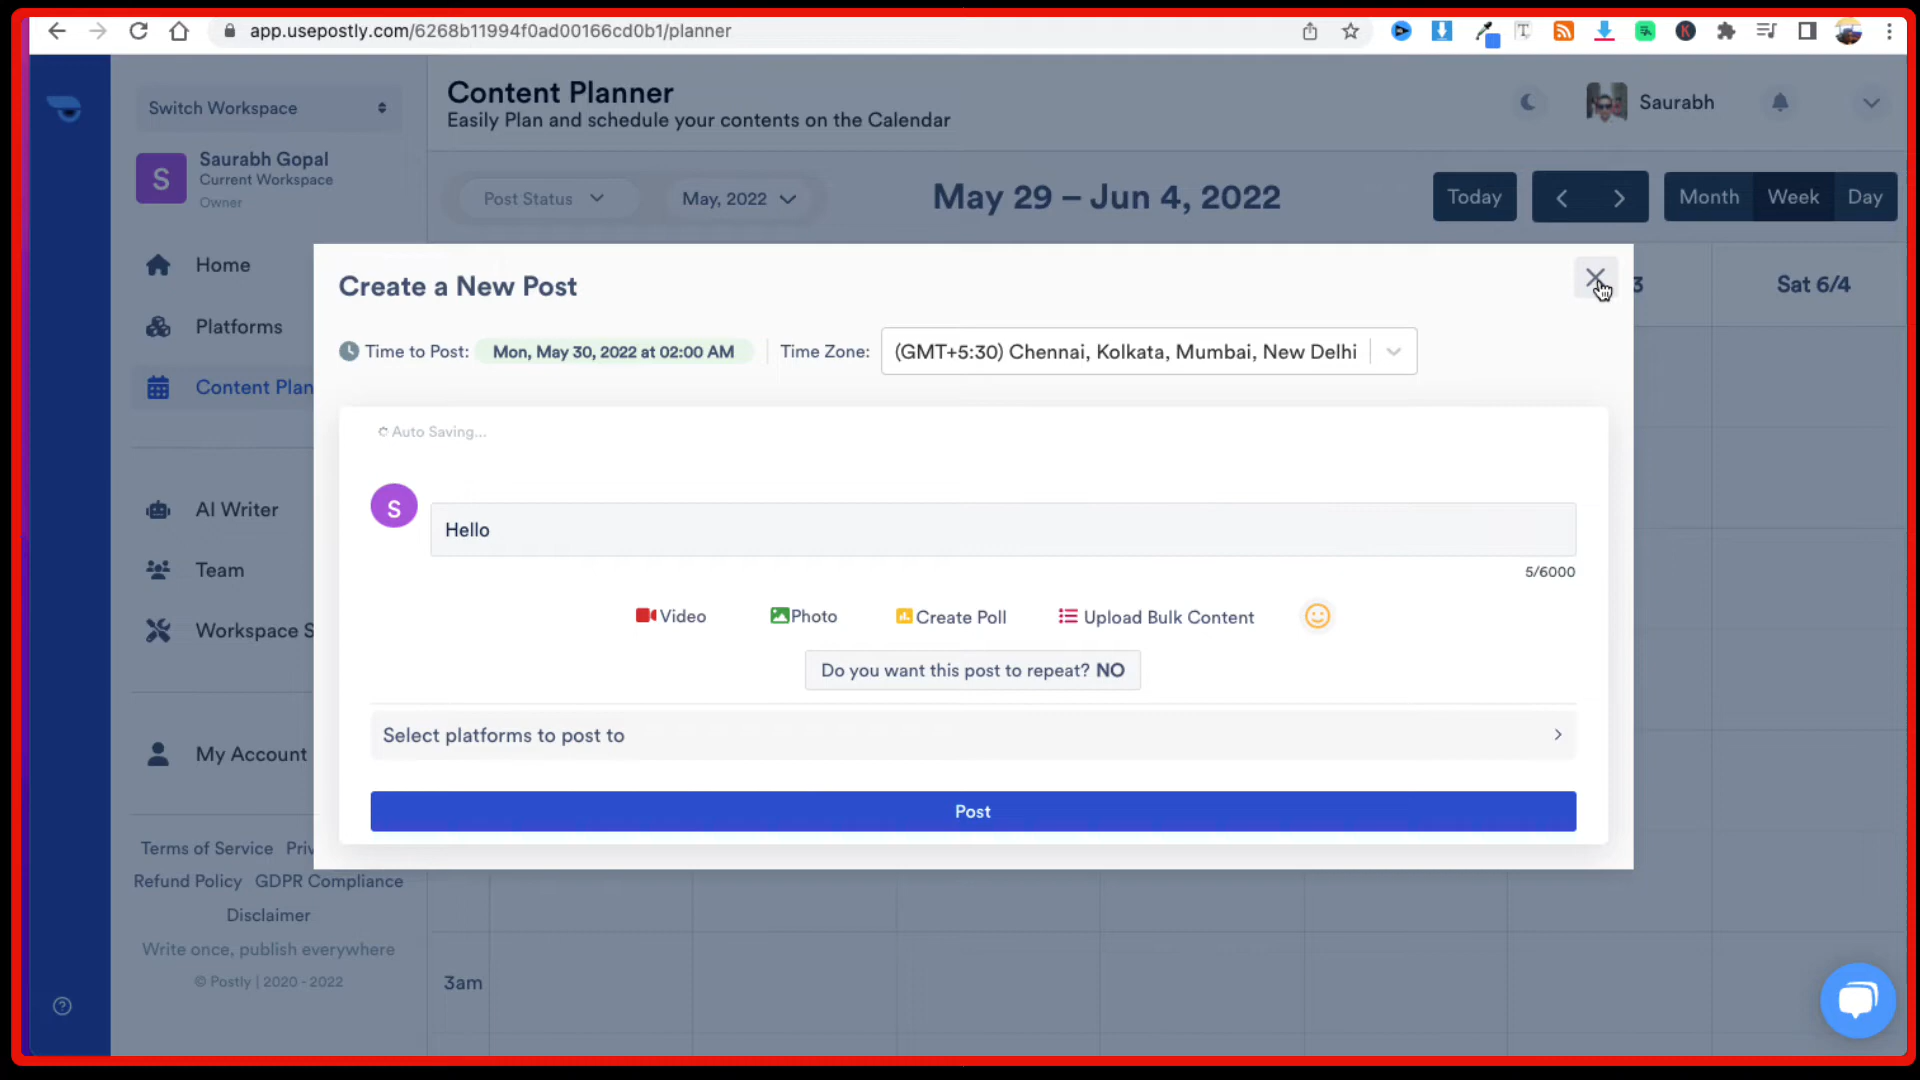 app.usepostly.com/6268b11994f0ad00166cd0b1/planner
Switch Workspace
S
Saurabh Gopal
Current Workspace
Owner
Home
Platforms
Content Plan
AI Writer
Team
Workspace S
My Account
Terms of Service Priv
Refund Policy GDPR Compliance
Disclaimer
Write once, publish everywhere
© Postly | 2020 - 2022
Content Planner
Easily Plan and schedule your contents on the Calendar
Saurabh
Post Status
May, 2022
May 29 – Jun 4, 2022
Today
Month
Week
Day
3
Sat 6/4
Create a New Post
Time to Post: Mon, May 30, 2022 at 02:00 AM
Time Zone: (GMT+5:30) Chennai, Kolkata, Mumbai, New Delhi
Auto Saving...
S
Hello
5/6000
Video
Photo
Create Poll
Upload Bulk Content
Do you want this post to repeat? NO
Select platforms to post to
Post
3am